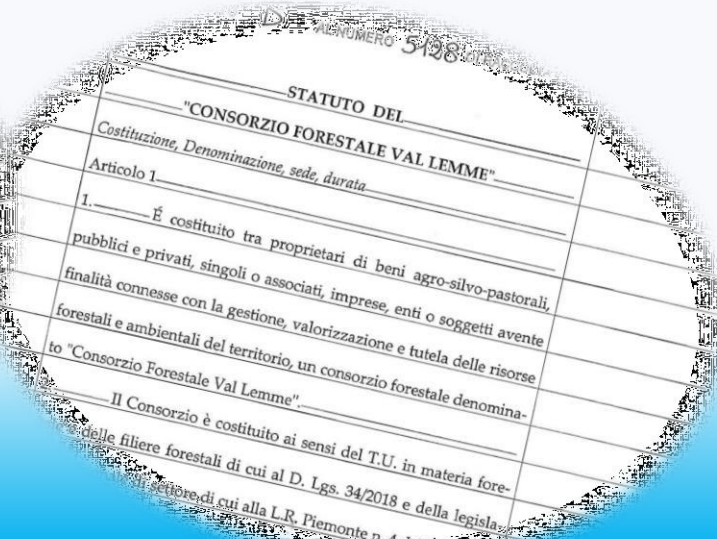 AL NUMERO 5128
STATUTO DEL
"CONSORZIO FORESTALE VAL LEMME"
Costituzione, Denominazione, sede, durata
Articolo 1
1. É costituito tra proprietari di beni agro-silvo-pastorali,
pubblici e privati, singoli o associati, imprese, enti o soggetti avente
finalità connesse con la gestione, valorizzazione e tutela delle risorse
forestali e ambientali del territorio, un consorzio forestale denomina-
to "Consorzio Forestale Val Lemme".
Il Consorzio è costituito ai sensi del T.U. in materia fore-
delle filiere forestali di cui al D. Lgs. 34/2018 e della legisla-
settore di cui alla L.R. Piemonte n. 4